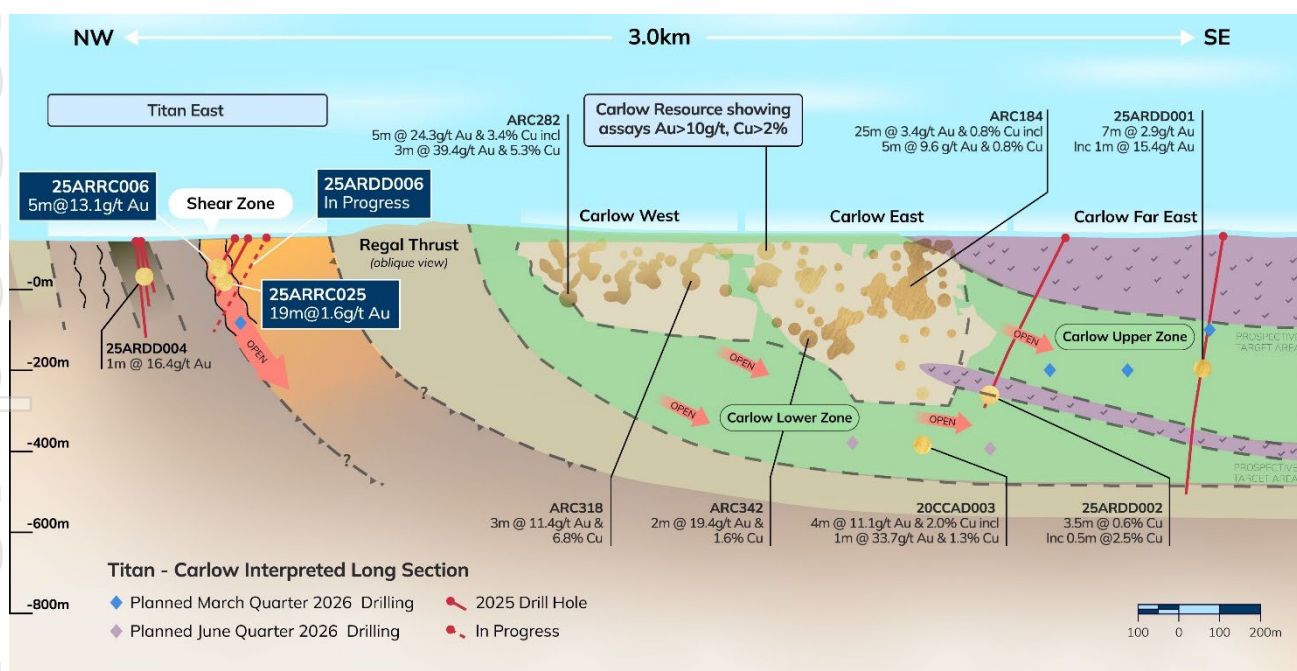 NW
3.0km
SE
Titan East
Carlow Resource showing
assays Au>10g/t, Cu>2%
ARC282
5m @ 24.3g/t Au & 3.4% Cu incl
3m @ 39.4g/t Au & 5.3% Cu
ARC184
25m @ 3.4g/t Au & 0.8% Cu incl
5m @ 9.6 g/t Au & 0.8% Cu
25ARDD001
7m @ 2.9g/t Au
Inc 1m @ 15.4g/t Au
25ARRC006
5m@13.1g/t Au
Shear Zone
25ARDD006
In Progress
Carlow West
Carlow East
Carlow Far East
Regal Thrust
(oblique view)
25ARRC025
19m@1.6g/t Au
-0m
-200m
-400m
-600m
-800m
25ARDD004
1m @ 16.4g/t Au
OPEN
?
?
OPEN
OPEN
OPEN
OPEN
Carlow Upper Zone
Carlow Lower Zone
PROSPECTIVE
TARGET AREA
PROSPECTIVE
TARGET AREA
ARC318
3m @ 11.4g/t Au &
6.8% Cu
ARC342
2m @ 19.4g/t Au &
1.6% Cu
20CCAD003
4m @ 11.1g/t Au & 2.0% Cu incl
1m @ 33.7g/t Au & 1.3% Cu
25ARDD002
3.5m @ 0.6% Cu
Inc 0.5m @2.5% Cu
Titan - Carlow Interpreted Long Section
Planned March Quarter 2026 Drilling
2025 Drill Hole
Planned June Quarter 2026 Drilling
In Progress
100 0 100 200m